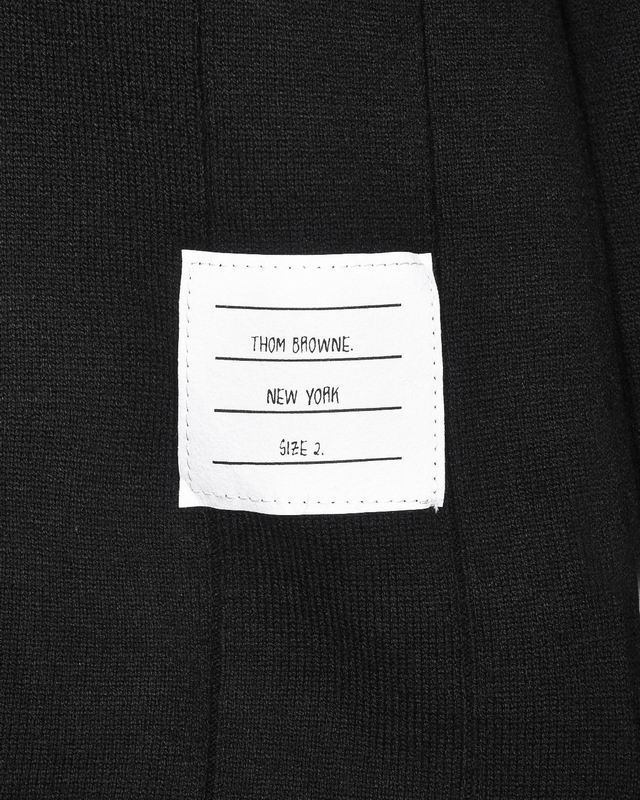 THOM BROWNE.
NEW YORK
SIZE 2.